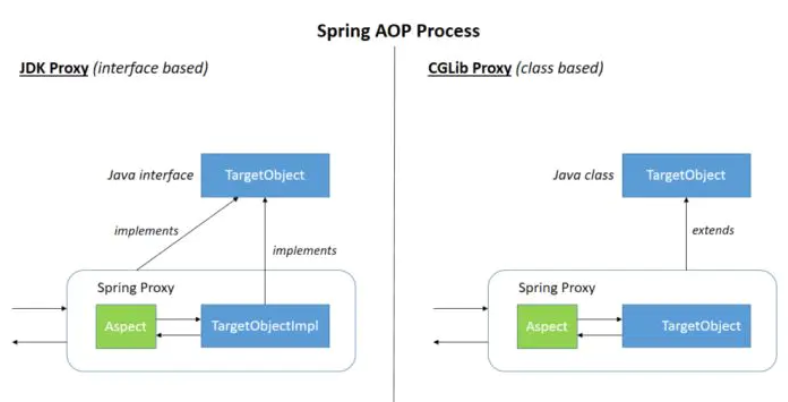 Spring AOP Process
JDK Proxy (interface based)
Java interface
TargetObject
implements
implements
Spring Proxy
Aspect
TargetObjectImpl
CGLib Proxy (class based)
Java class
TargetObject
extends
Spring Proxy
Aspect
TargetObject